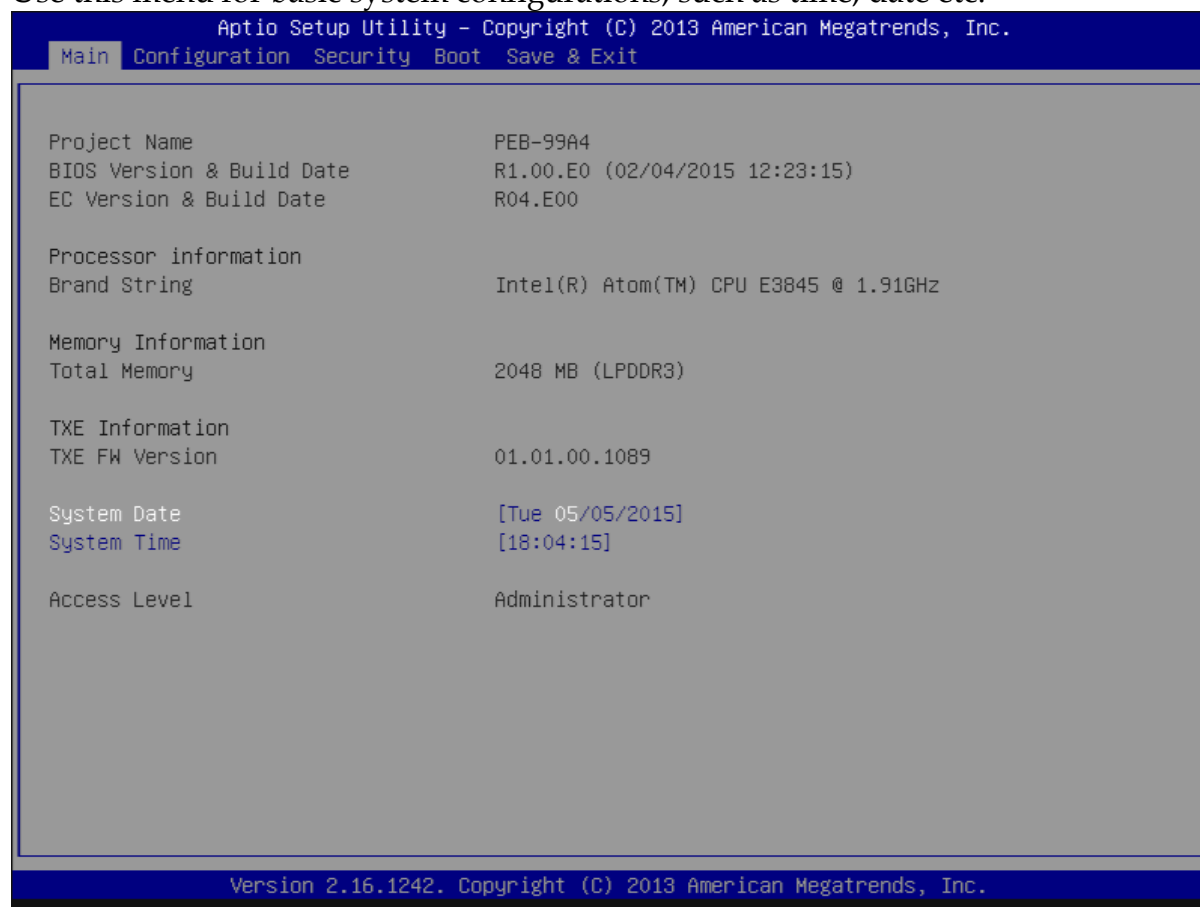 Use this menu for basic system configurations, such as time, date etc.
Aptio Setup Utility – Copyright (C) 2013 American Megatrends, Inc.
Main Configuration Security Boot Save & Exit
Project Name PEB-99A4
BIOS Version & Build Date R1.00.E0 (02/04/2015 12:23:15)
EC Version & Build Date R04.E00
Processor information
Brand String Intel(R) Atom(TM) CPU E3845 @ 1.91GHz
Memory Information
Total Memory 2048 MB (LPDDR3)
TXE Information
TXE FW Version 01.01.00.1089
System Date [Tue 05/05/2015]
System Time [18:04:15]
Access Level Administrator
Version 2.16.1242. Copyright (C) 2013 American Megatrends, Inc.